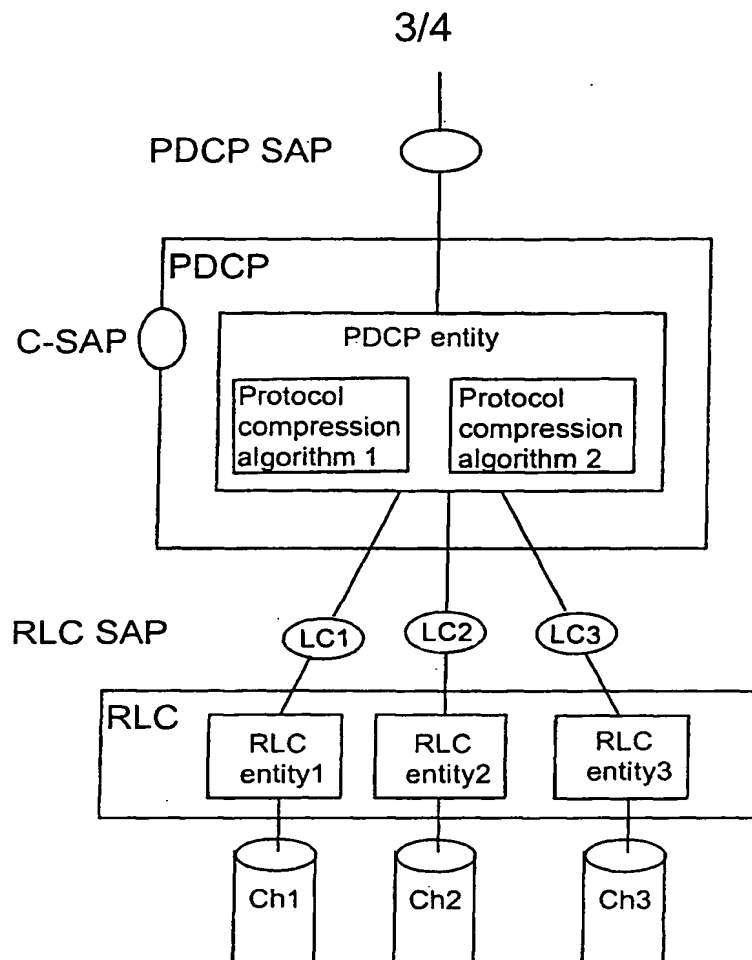 3/4
PDCP SAP
PDCP
C-SAP
PDCP entity
Protocol
compression
algorithm 1
Protocol
compression
algorithm 2
RLC SAP
LC1
LC2
LC3
RLC
RLC
entity1
RLC
entity2
RLC
entity3
Ch1
Ch2
Ch3